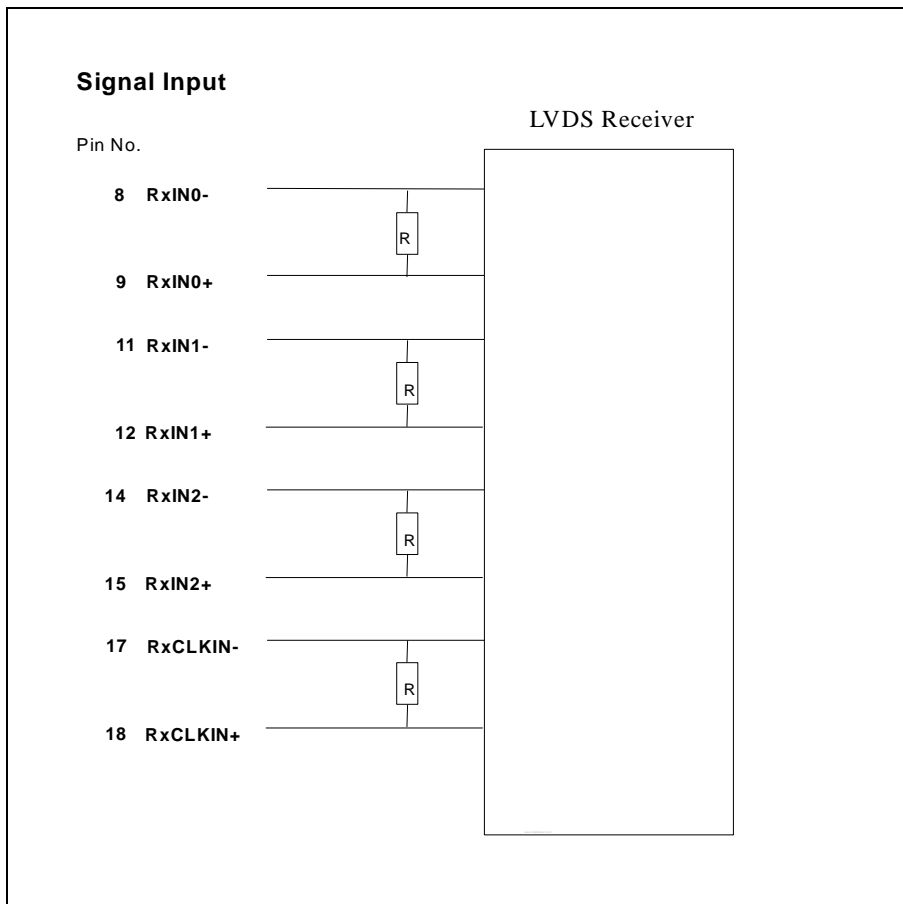 Signal Input
LVDS Receiver
Pin No.
8 RxIN0-
R
9 RxIN0+
11 RxIN1-
R
12 RxIN1+
14 RxIN2-
R
15 RxIN2+
17 RxCLKIN-
R
18 RxCLKIN+